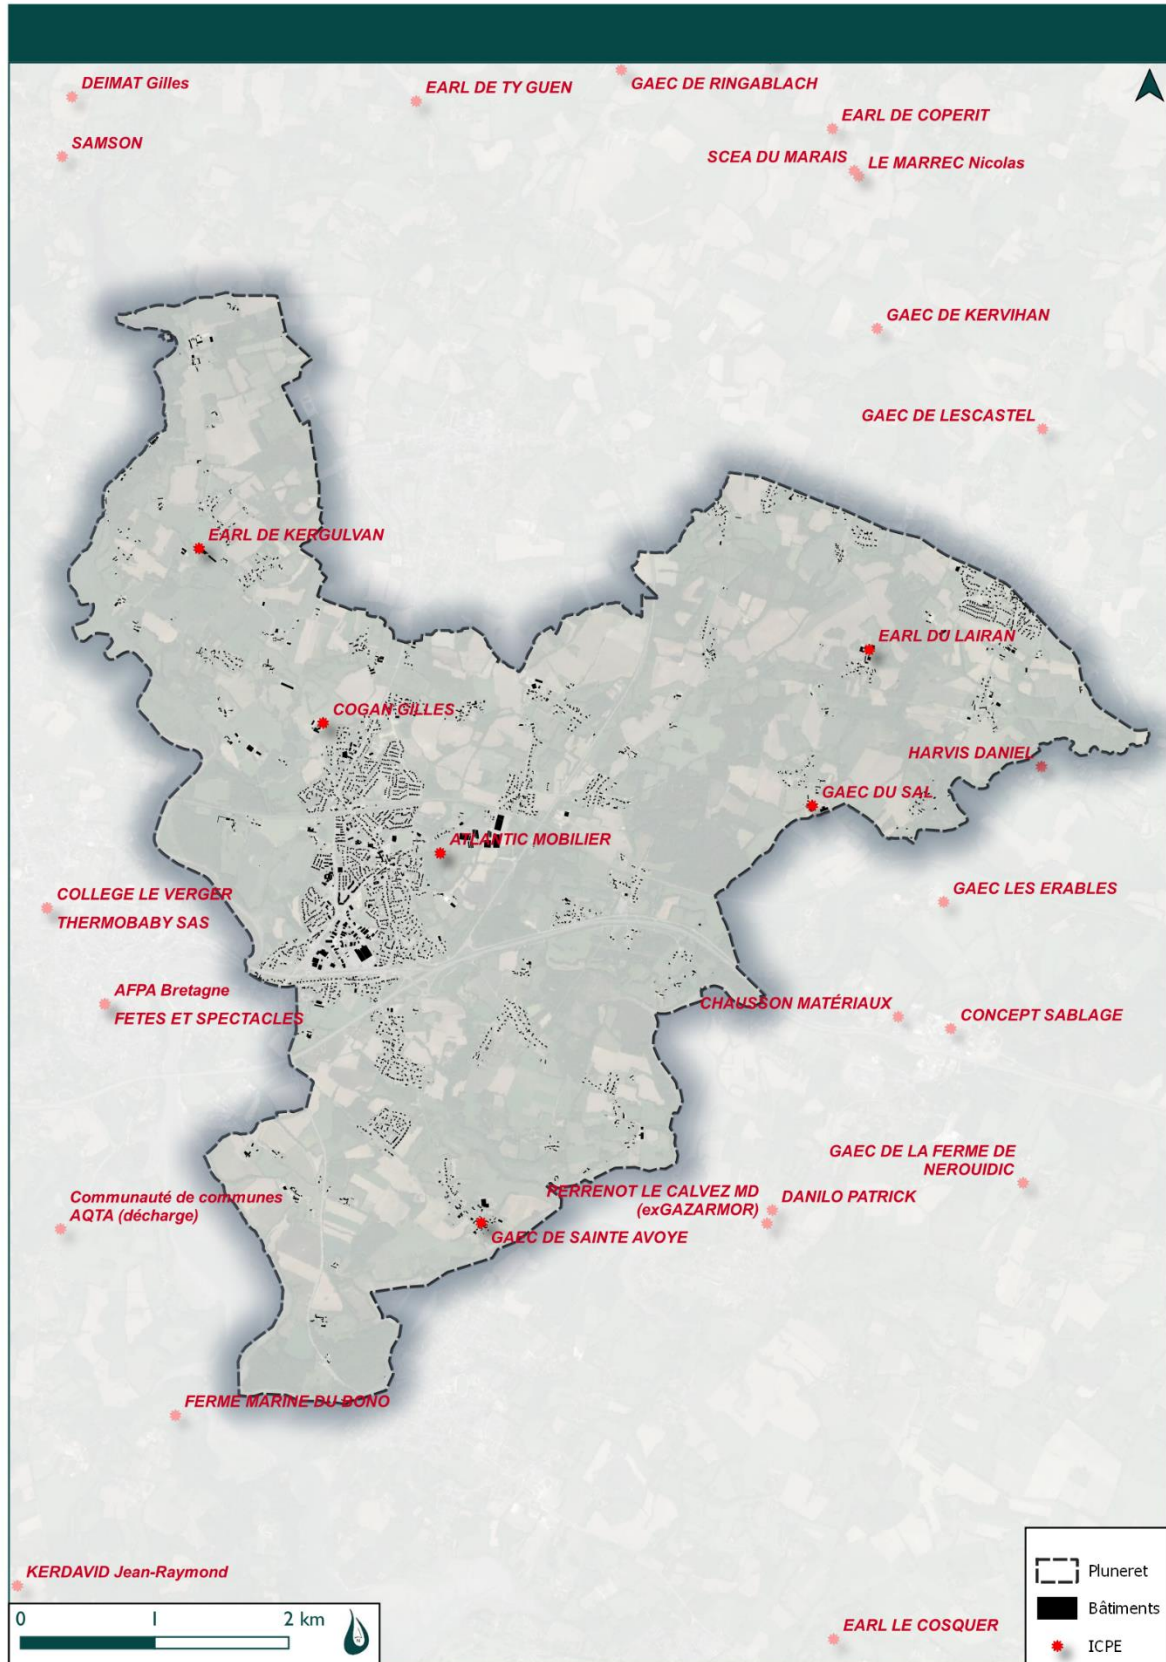 DEIMAT Gilles
EARL DE TY GUEN
GAEC DE RINGABLACH
EARL DE COPERIT
SAMSON
SCEA DU MARAIS
LE MARREC Nicolas
GAEC DE KERVIHAN
GAEC DE LESCASTEL
EARL DE KERGULVAN
EARL DU LAIRAN
COGAN GILLES
HARVIS DANIEL
GAEC DU SAL
ATLANTIC MOBILIER
COLLEGE LE VERGER
THERMOBABY SAS
GAEC LES ERABLES
AFPA Bretagne
FETES ET SPECTACLES
CHAUSSON MATÉRIAUX
CONCEPT SABLAGE
GAEC DE LA FERME DE
NEROUIDIC
Communauté de communes
AQTA (décharge)
PERRENOT LE CALVEZ MD
(exGAZARMOR)
DANILO PATRICK
GAEC DE SAINTE AVOYE
FERME MARINE DU BONO
KERDAVID Jean-Raymond
0 1 2 km
EARL LE COSQUER
Pluneret
Bâtiments
ICPE